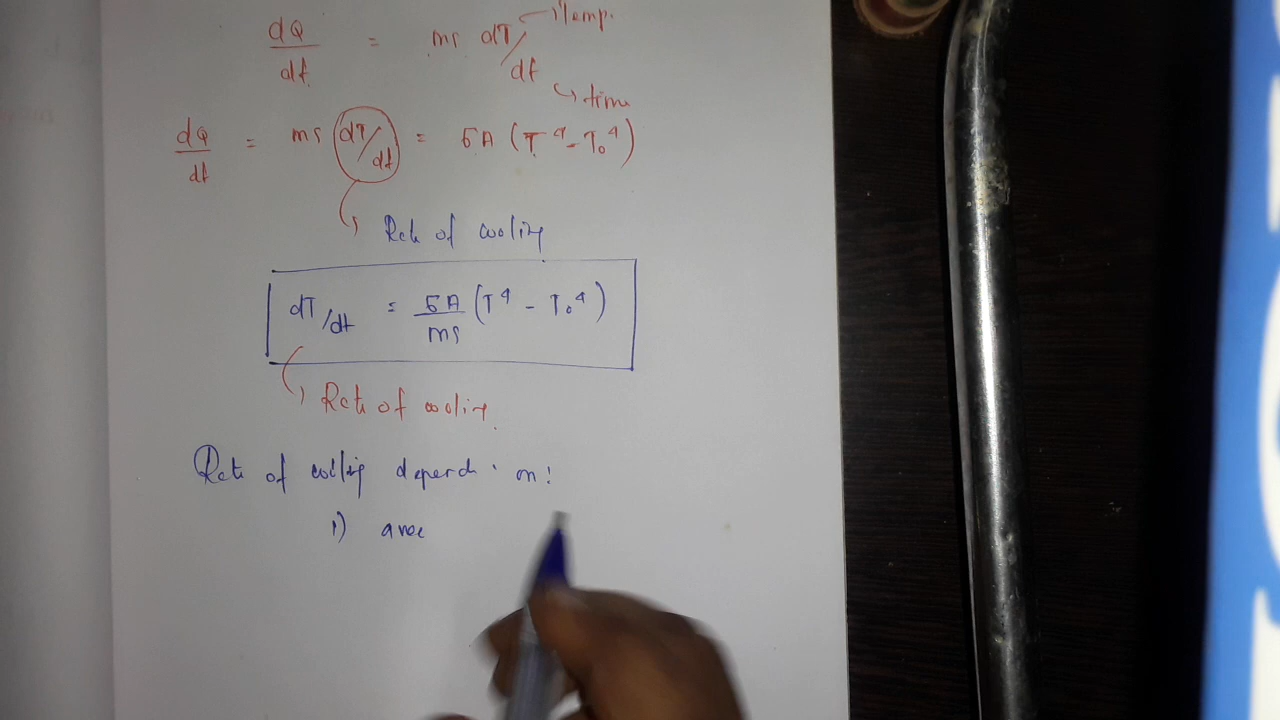 dQ/dt = ms dT/dt → Temp.
→ time
dQ/dt = ms dT/dt = σA (T⁴ - T₀⁴)
→ Rate of cooling
dT/dt = σA/ms (T⁴ - T₀⁴)
→ Rate of cooling
Rate of cooling depends on:
1) area